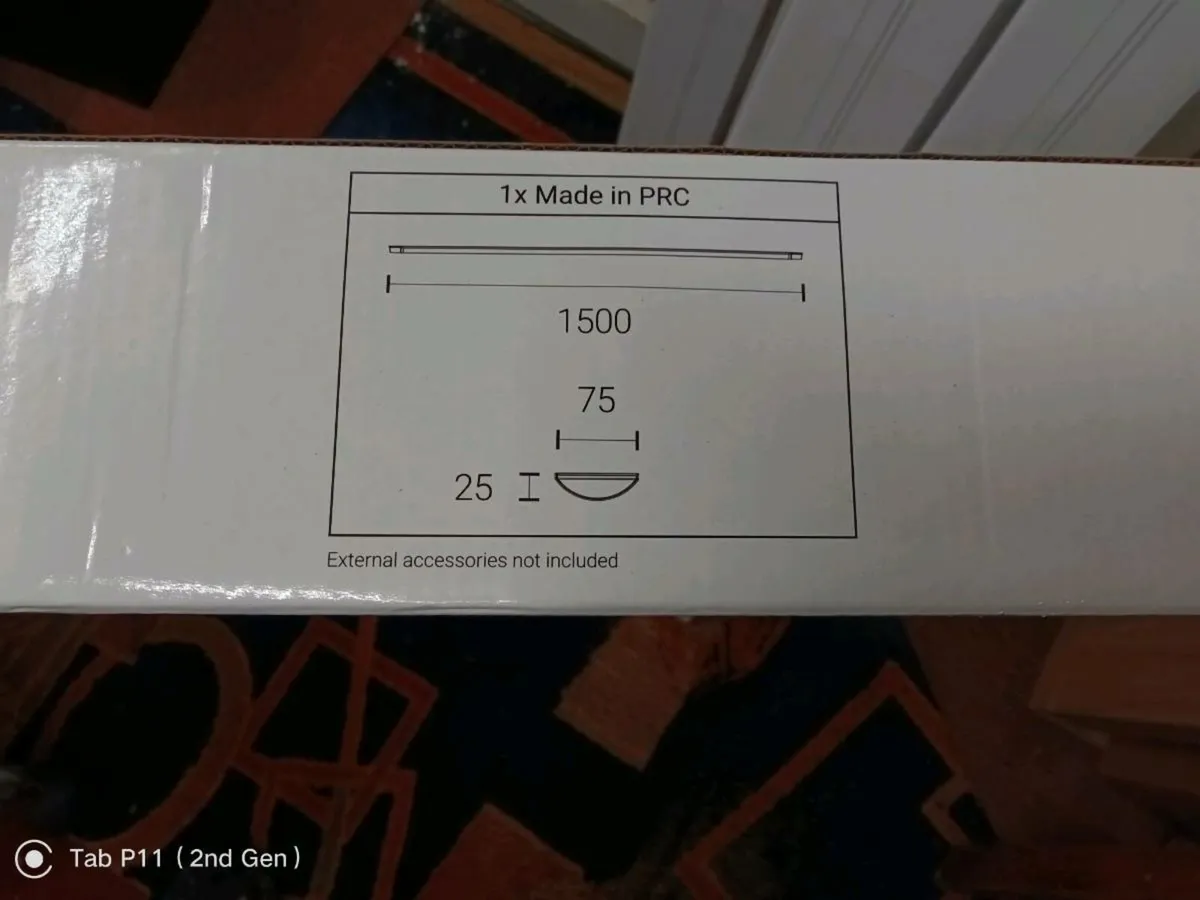 1x Made in PRC
1500
75
25
External accessories not included
Tab P11 (2nd Gen)